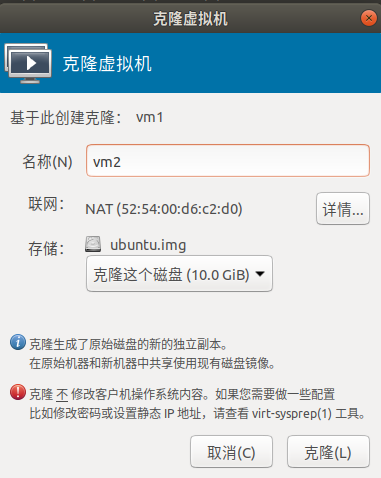 克隆虚拟机
克隆虚拟机
基于此创建克隆： vm1
名称(N) vm2
联网： NAT (52:54:00:d6:c2:d0) 详情...
存储： ubuntu.img
克隆这个磁盘 (10.0 GiB)
克隆生成了原始磁盘的新的独立副本。
在原始机器和新机器中共享使用现有磁盘镜像。
克隆 不 修改客户机操作系统内容。如果您需要做一些配置
比如修改密码或设置静态 IP 地址，请查看 virt-sysprep(1) 工具。
取消(C) 克隆(L)